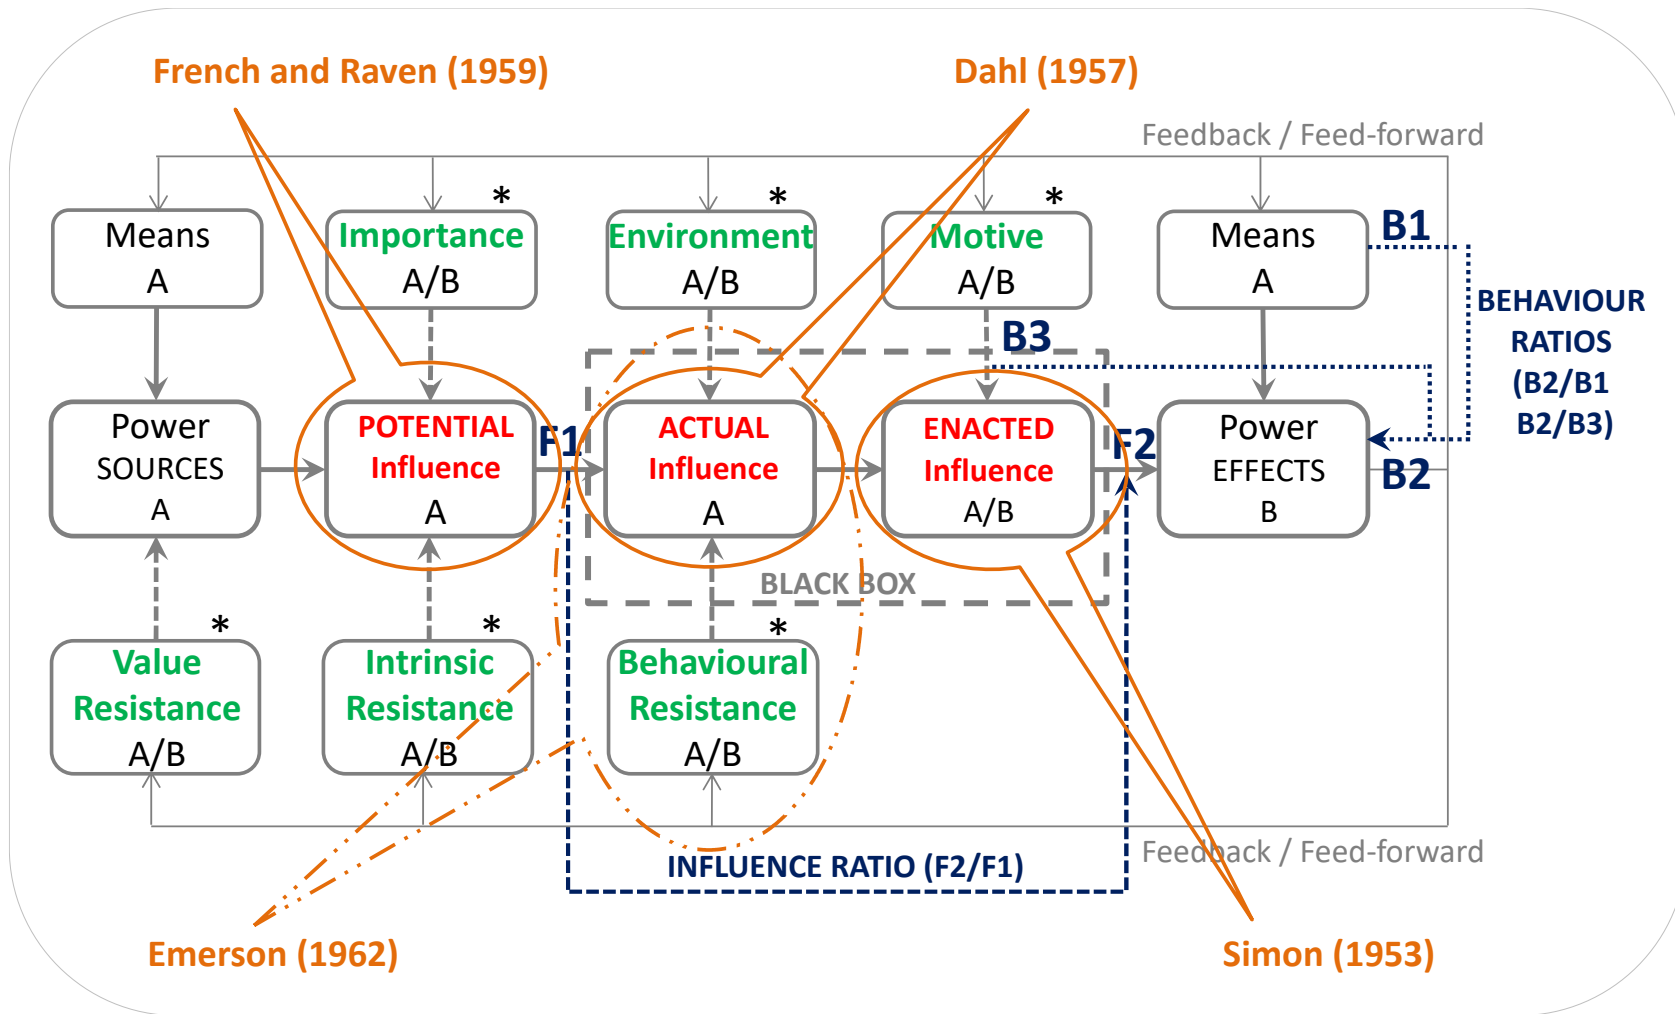 French and Raven (1959)
Dahl (1957)
Feedback / Feed-forward
Means
A
*
Importance
A/B
*
Environment
A/B
*
Motive
A/B
Means
A
B1
BEHAVIOUR
RATIOS
(B2/B1
B2/B3)
B3
Power
SOURCES
A
POTENTIAL
Influence
A
F1
ACTUAL
Influence
A
ENACTED
Influence
A/B
F2
Power
EFFECTS
B
B2
BLACK BOX
*
Value
Resistance
A/B
*
Intrinsic
Resistance
A/B
*
Behavioural
Resistance
A/B
Feedback / Feed-forward
INFLUENCE RATIO (F2/F1)
Emerson (1962)
Simon (1953)